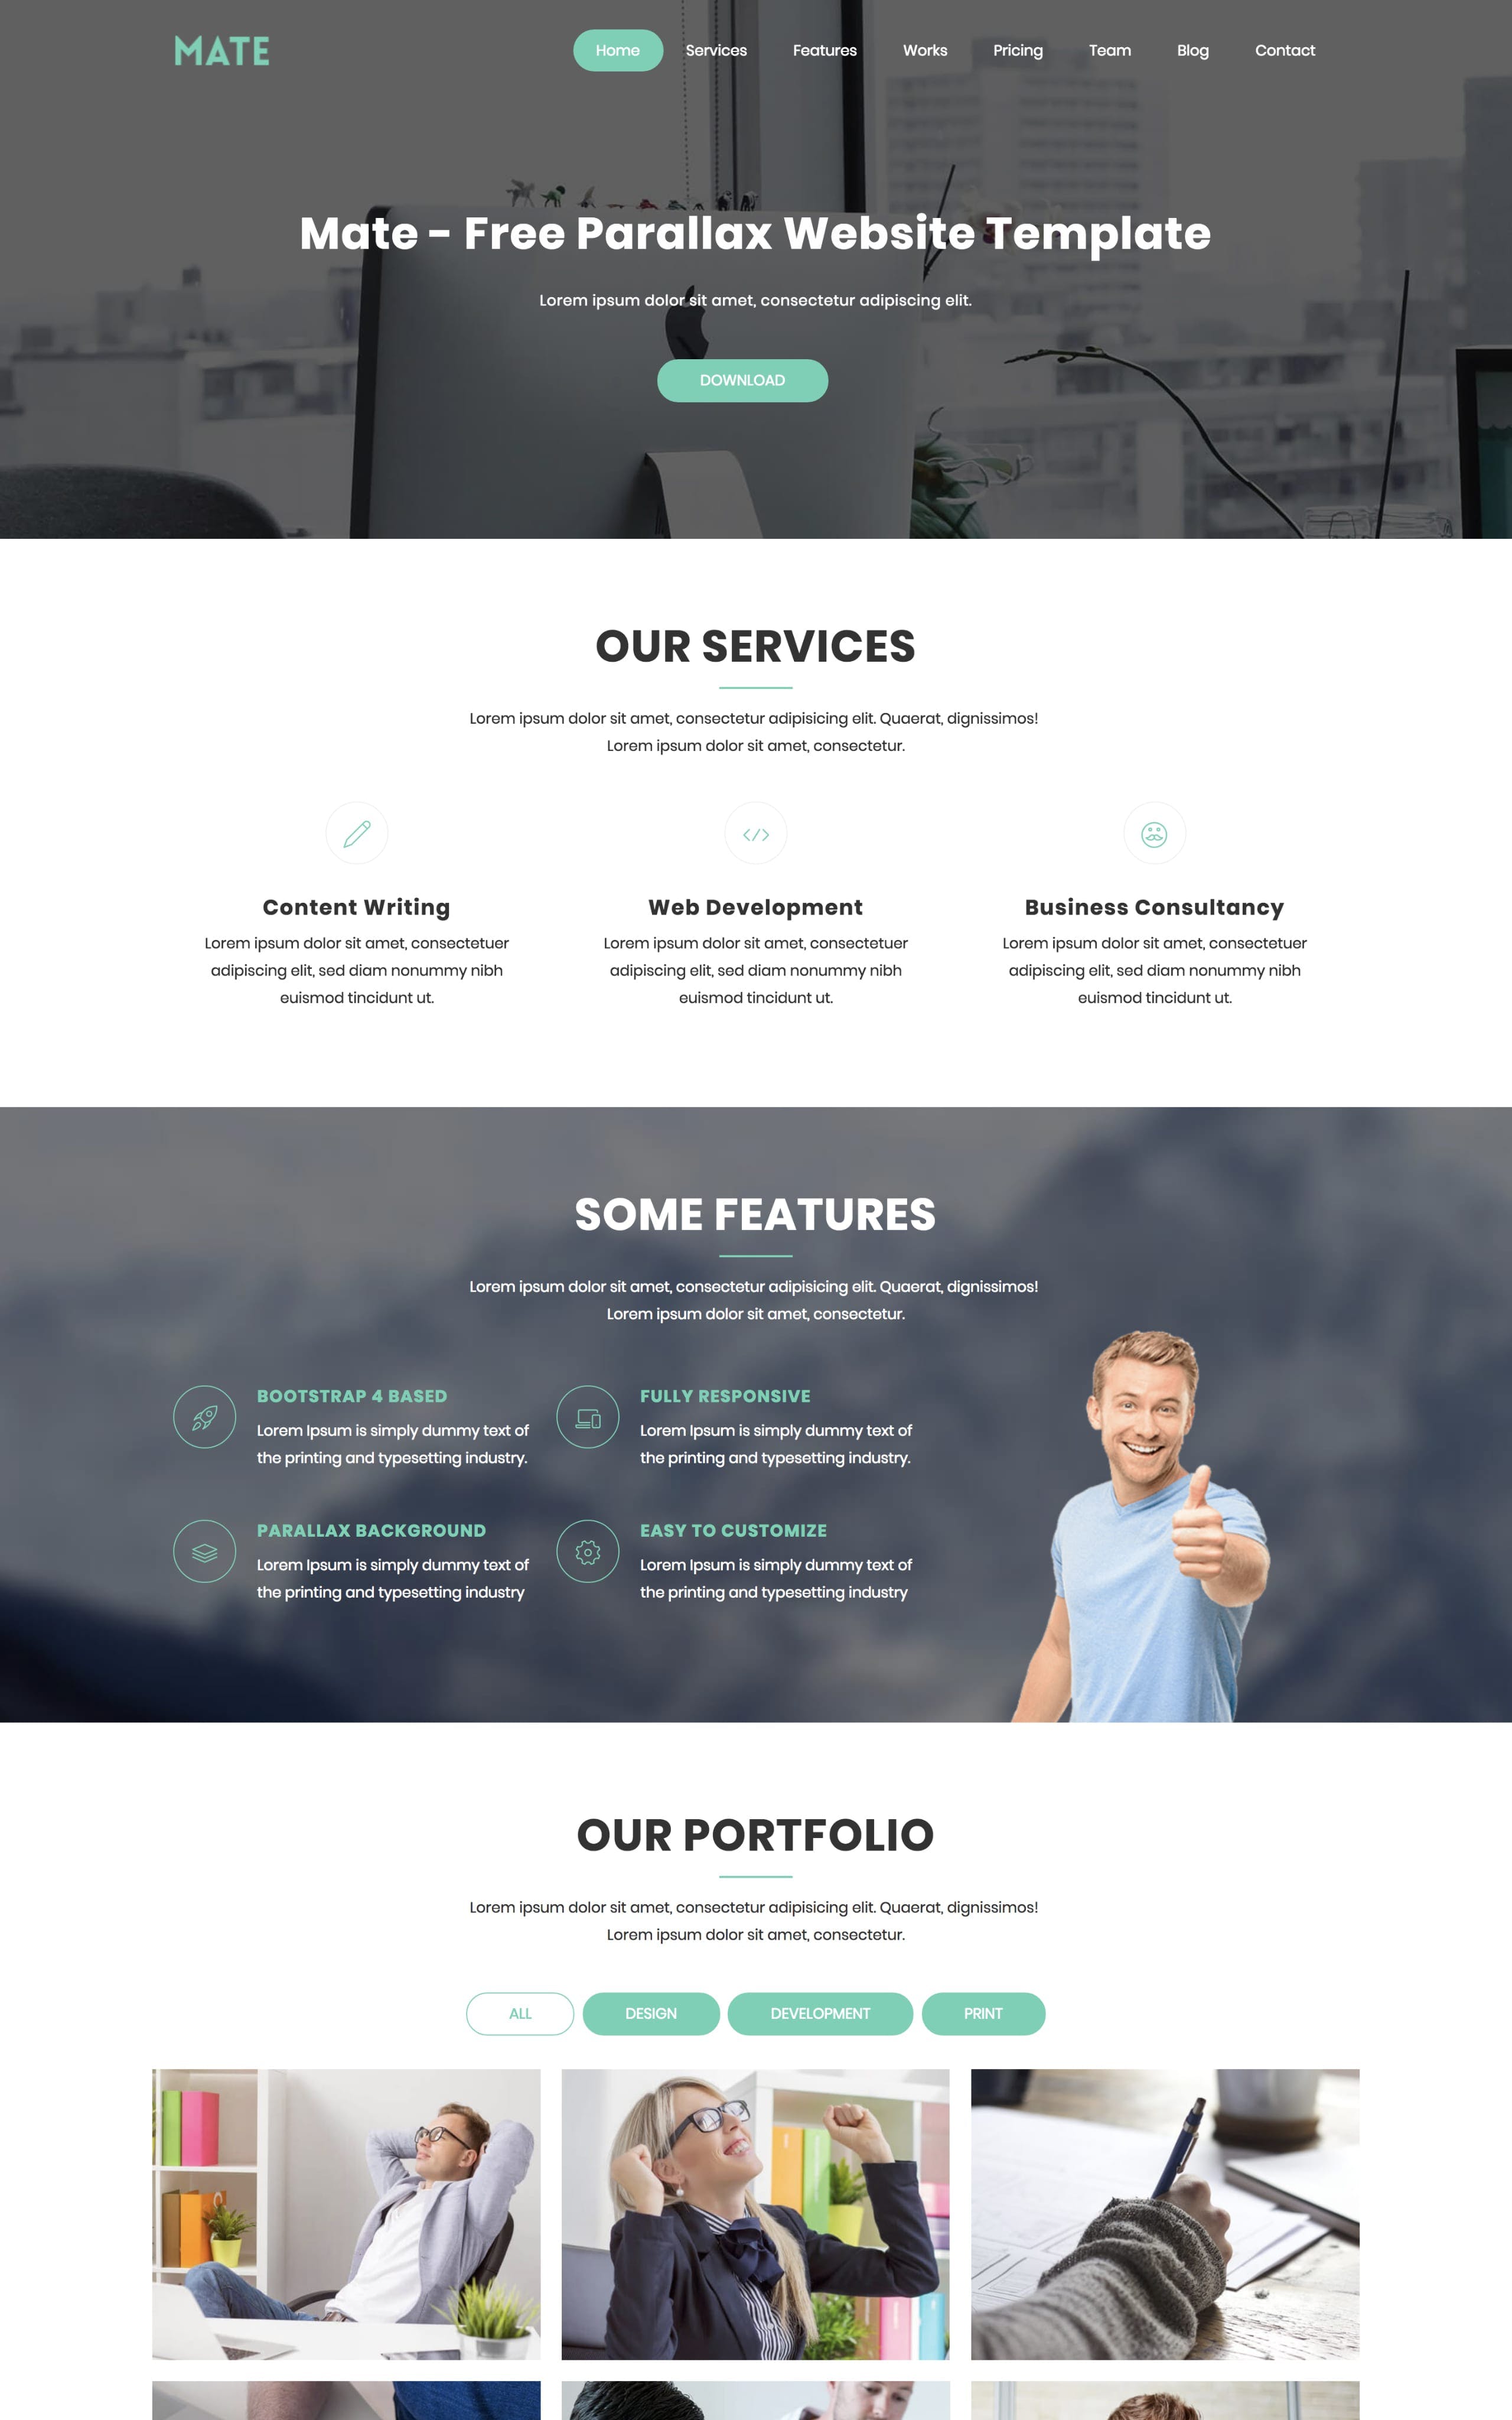 MATE
Home Services Features Works Pricing Team Blog Contact
Mate - Free Parallax Website Template
Lorem ipsum dolor sit amet, consectetur adipiscing elit.
DOWNLOAD
OUR SERVICES
Lorem ipsum dolor sit amet, consectetur adipisicing elit. Quaerat, dignissimos!
Lorem ipsum dolor sit amet, consectetur.
Content Writing
Lorem ipsum dolor sit amet, consectetuer
adipiscing elit, sed diam nonummy nibh
euismod tincidunt ut.
Web Development
Lorem ipsum dolor sit amet, consectetuer
adipiscing elit, sed diam nonummy nibh
euismod tincidunt ut.
Business Consultancy
Lorem ipsum dolor sit amet, consectetuer
adipiscing elit, sed diam nonummy nibh
euismod tincidunt ut.
SOME FEATURES
Lorem ipsum dolor sit amet, consectetur adipisicing elit. Quaerat, dignissimos!
Lorem ipsum dolor sit amet, consectetur.
BOOTSTRAP 4 BASED
Lorem Ipsum is simply dummy text of
the printing and typesetting industry.
FULLY RESPONSIVE
Lorem Ipsum is simply dummy text of
the printing and typesetting industry.
PARALLAX BACKGROUND
Lorem Ipsum is simply dummy text of
the printing and typesetting industry
EASY TO CUSTOMIZE
Lorem Ipsum is simply dummy text of
the printing and typesetting industry
OUR PORTFOLIO
Lorem ipsum dolor sit amet, consectetur adipisicing elit. Quaerat, dignissimos!
Lorem ipsum dolor sit amet, consectetur.
ALL DESIGN DEVELOPMENT PRINT